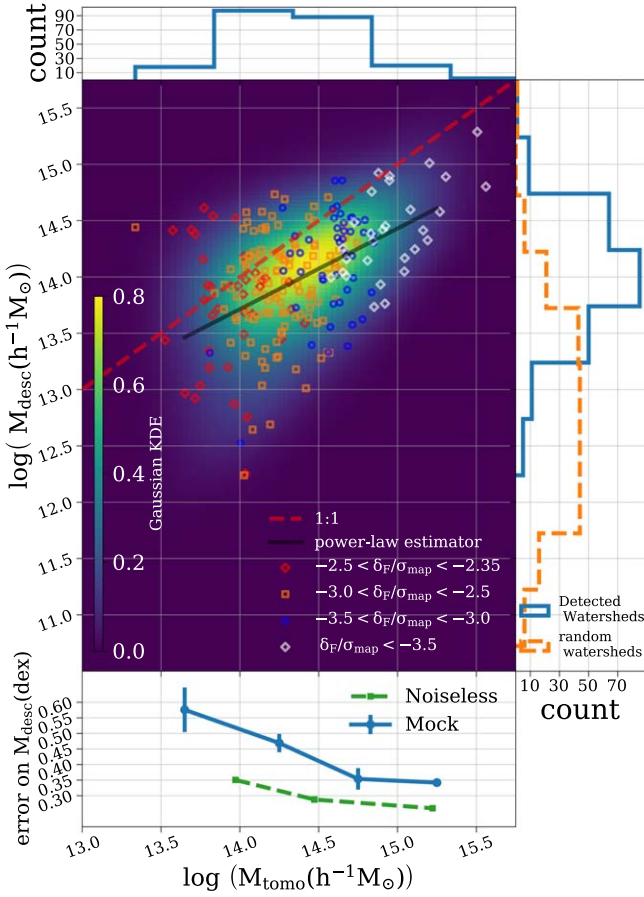 count
90
70
50
30
10
15.5
15.0
14.5
14.0
13.5
13.0
12.5
12.0
11.5
11.0
log( M_desc(h⁻¹M_⊙))
0.8
0.6
0.4
0.2
0.0
Gaussian KDE
1:1
power-law estimator
−2.5 < δ_F/σ_map < −2.35
−3.0 < δ_F/σ_map < −2.5
−3.5 < δ_F/σ_map < −3.0
δ_F/σ_map < −3.5
Detected
Watersheds
random
watersheds
10 30 50 70
count
error on M_desc(dex)
0.60
0.55
0.50
0.45
0.40
0.35
0.30
Noiseless
Mock
13.0 13.5 14.0 14.5 15.0 15.5
log (M_tomo(h⁻¹M_⊙))